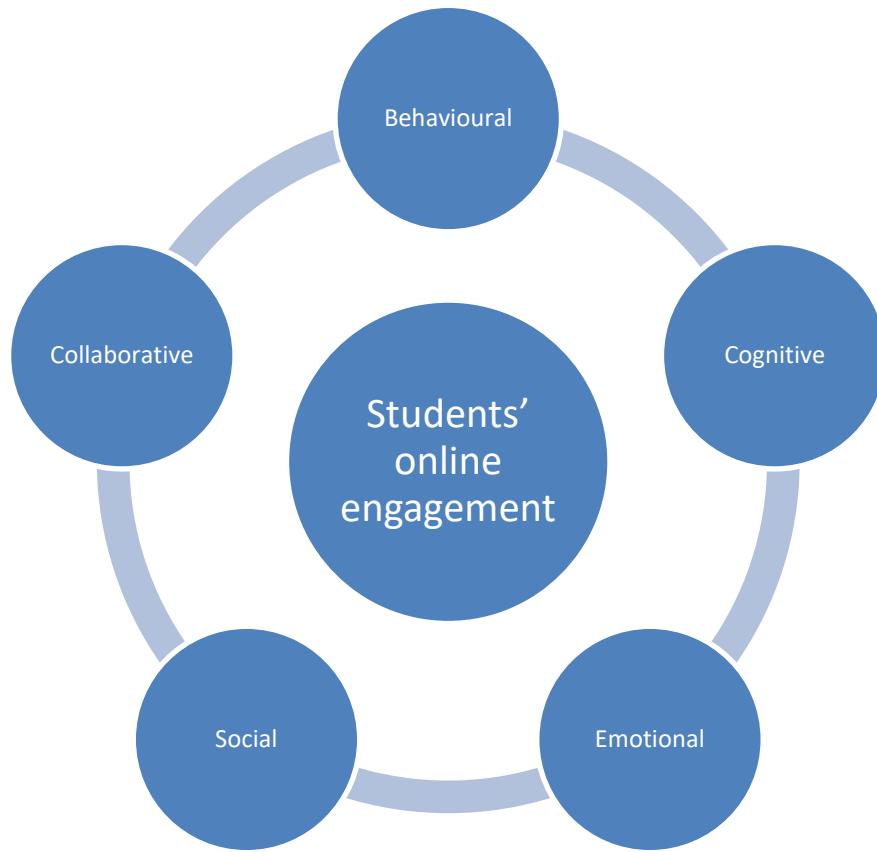 Behavioural
Collaborative
Cognitive
Students’
online
engagement
Social
Emotional